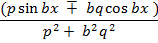 (p sin bx ∓ bq cos bx)
p² + b²q²